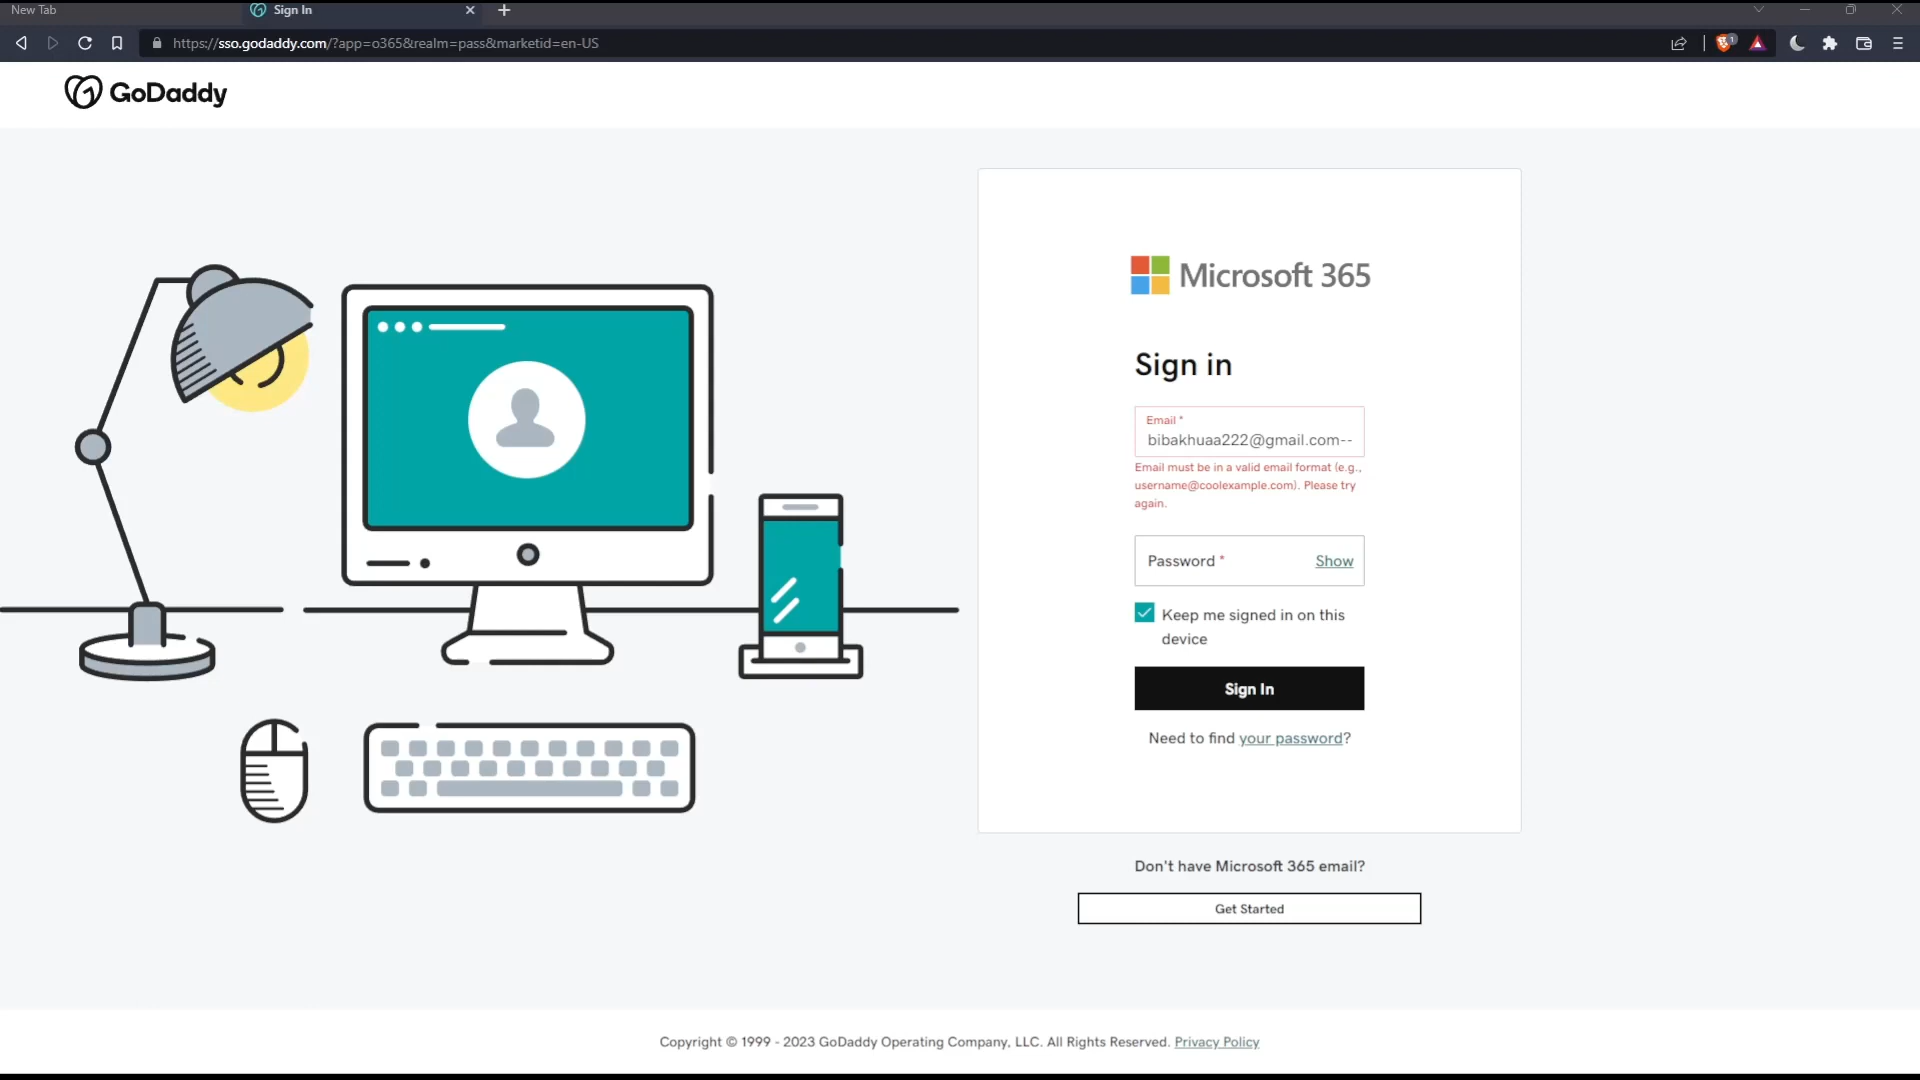 New Tab
Sign In
https://sso.godaddy.com/?app=o365&realm=pass&marketid=en-US
1
GoDaddy
Microsoft 365
Sign in
Email *
bibakhuaa222@gmail.com--
Email must be in a valid email format (e.g.,
username@coolexample.com). Please try
again.
Password * Show
Keep me signed in on this
device
Sign In
Need to find your password?
Don't have Microsoft 365 email?
Get Started
Copyright © 1999 - 2023 GoDaddy Operating Company, LLC. All Rights Reserved. Privacy Policy